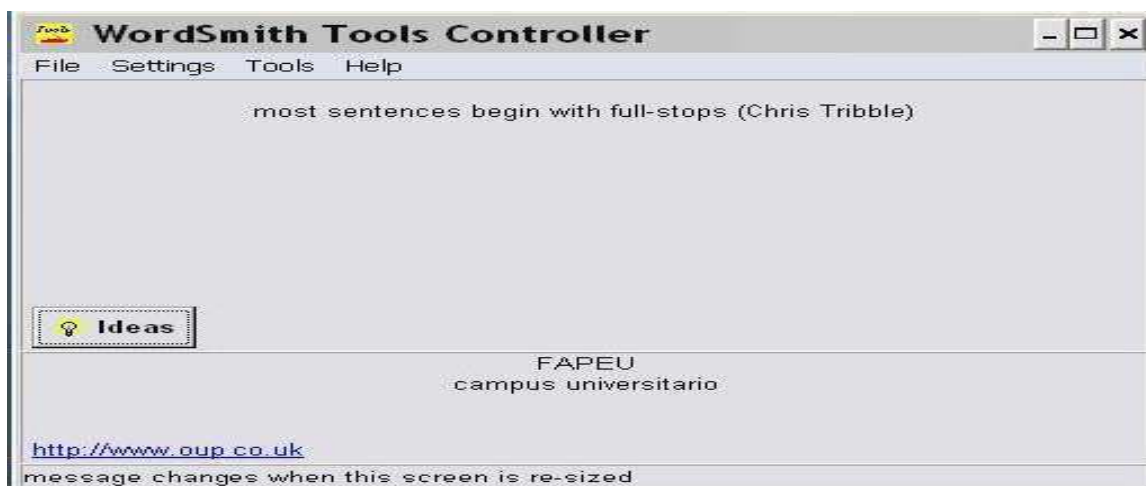 Tools WordSmith Tools Controller
File Settings Tools Help
most sentences begin with full-stops (Chris Tribble)
Ideas
FAPEU
campus universitario
http://www.oup.co.uk
message changes when this screen is re-sized